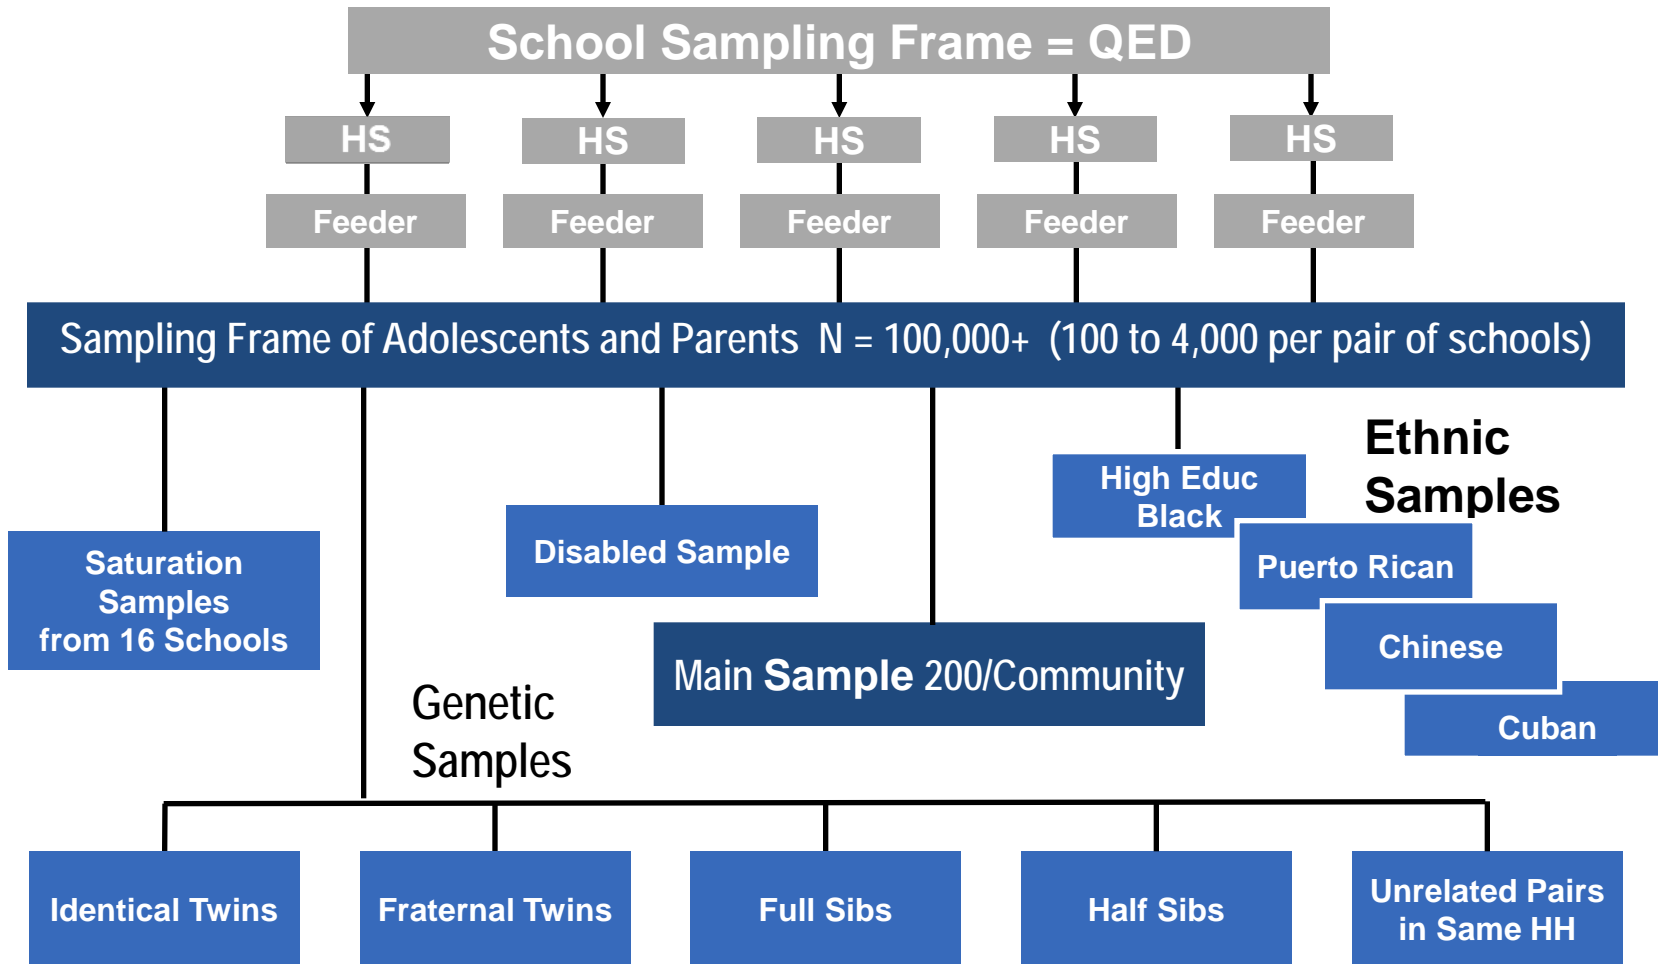 School Sampling Frame = QED
HS HS HS HS HS
Feeder Feeder Feeder Feeder Feeder
Sampling Frame of Adolescents and Parents N = 100,000+ (100 to 4,000 per pair of schools)
Ethnic
Samples
High Educ
Black
Puerto Rican
Chinese
Cuban
Disabled Sample
Saturation
Samples
from 16 Schools
Main Sample 200/Community
Genetic
Samples
Identical Twins
Fraternal Twins
Full Sibs
Half Sibs
Unrelated Pairs
in Same HH